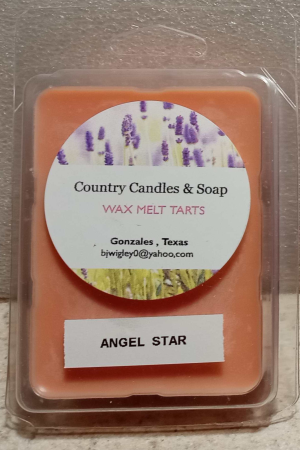 Country Candles & Soap
WAX MELT TARTS
Gonzales , Texas
bjwigley0@yahoo,com
ANGEL STAR